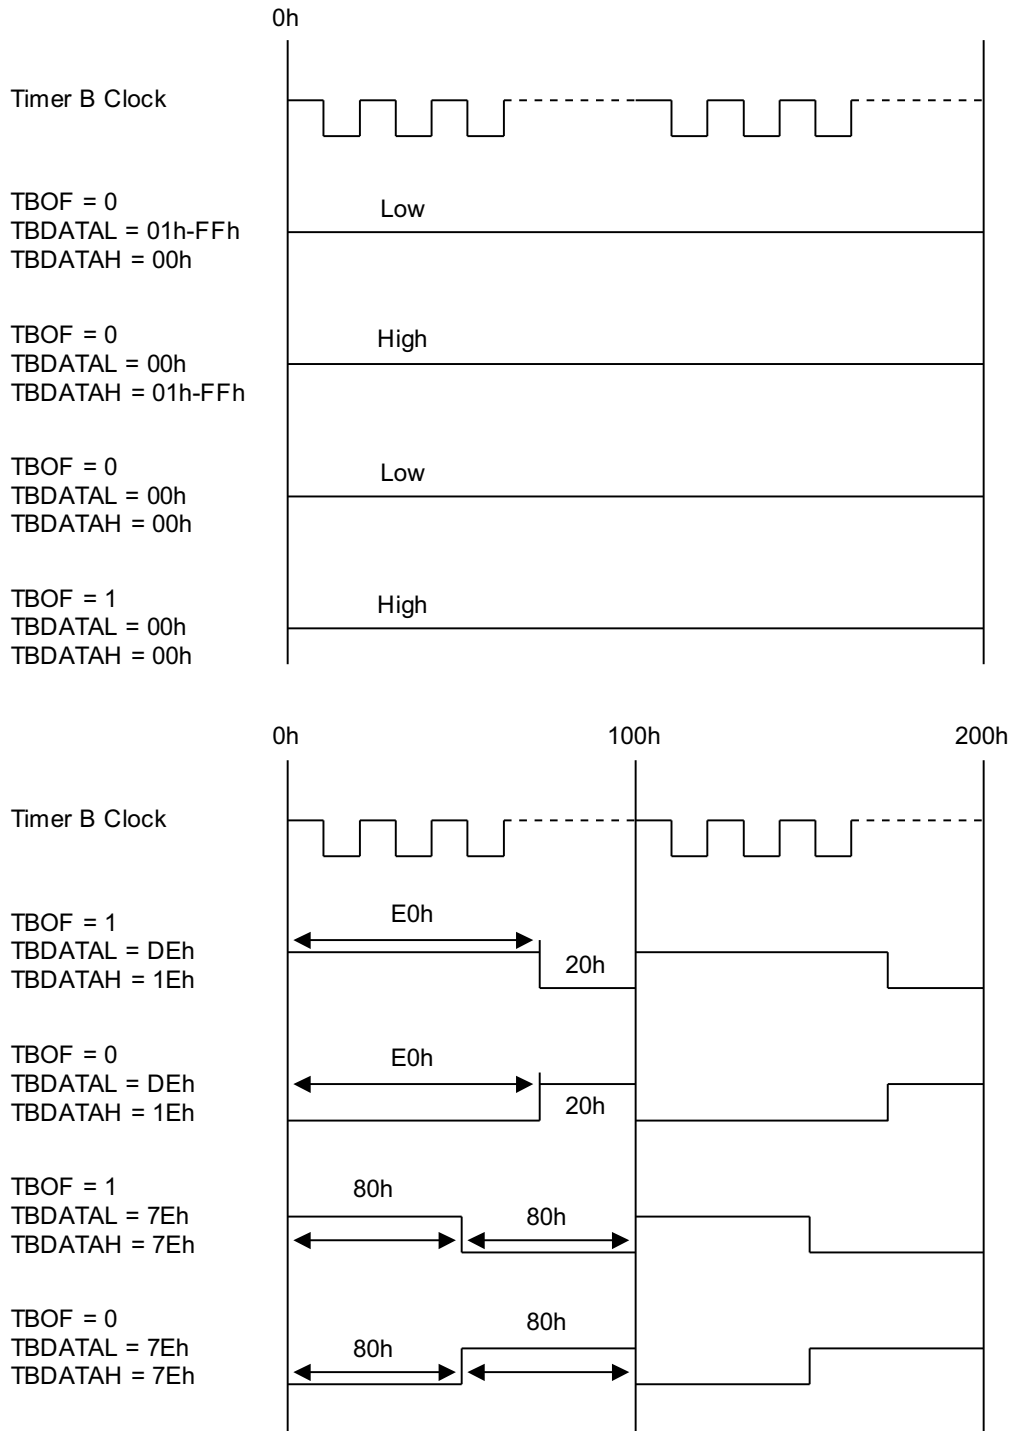 0h
Timer B Clock
TBOF = 0
TBDATAL = 01h-FFh
TBDATAH = 00h
Low
TBOF = 0
TBDATAL = 00h
TBDATAH = 01h-FFh
High
TBOF = 0
TBDATAL = 00h
TBDATAH = 00h
Low
TBOF = 1
TBDATAL = 00h
TBDATAH = 00h
High
0h 100h 200h
Timer B Clock
TBOF = 1
TBDATAL = DEh
TBDATAH = 1Eh
E0h
20h
TBOF = 0
TBDATAL = DEh
TBDATAH = 1Eh
E0h
20h
TBOF = 1
TBDATAL = 7Eh
TBDATAH = 7Eh
80h
80h
TBOF = 0
TBDATAL = 7Eh
TBDATAH = 7Eh
80h
80h